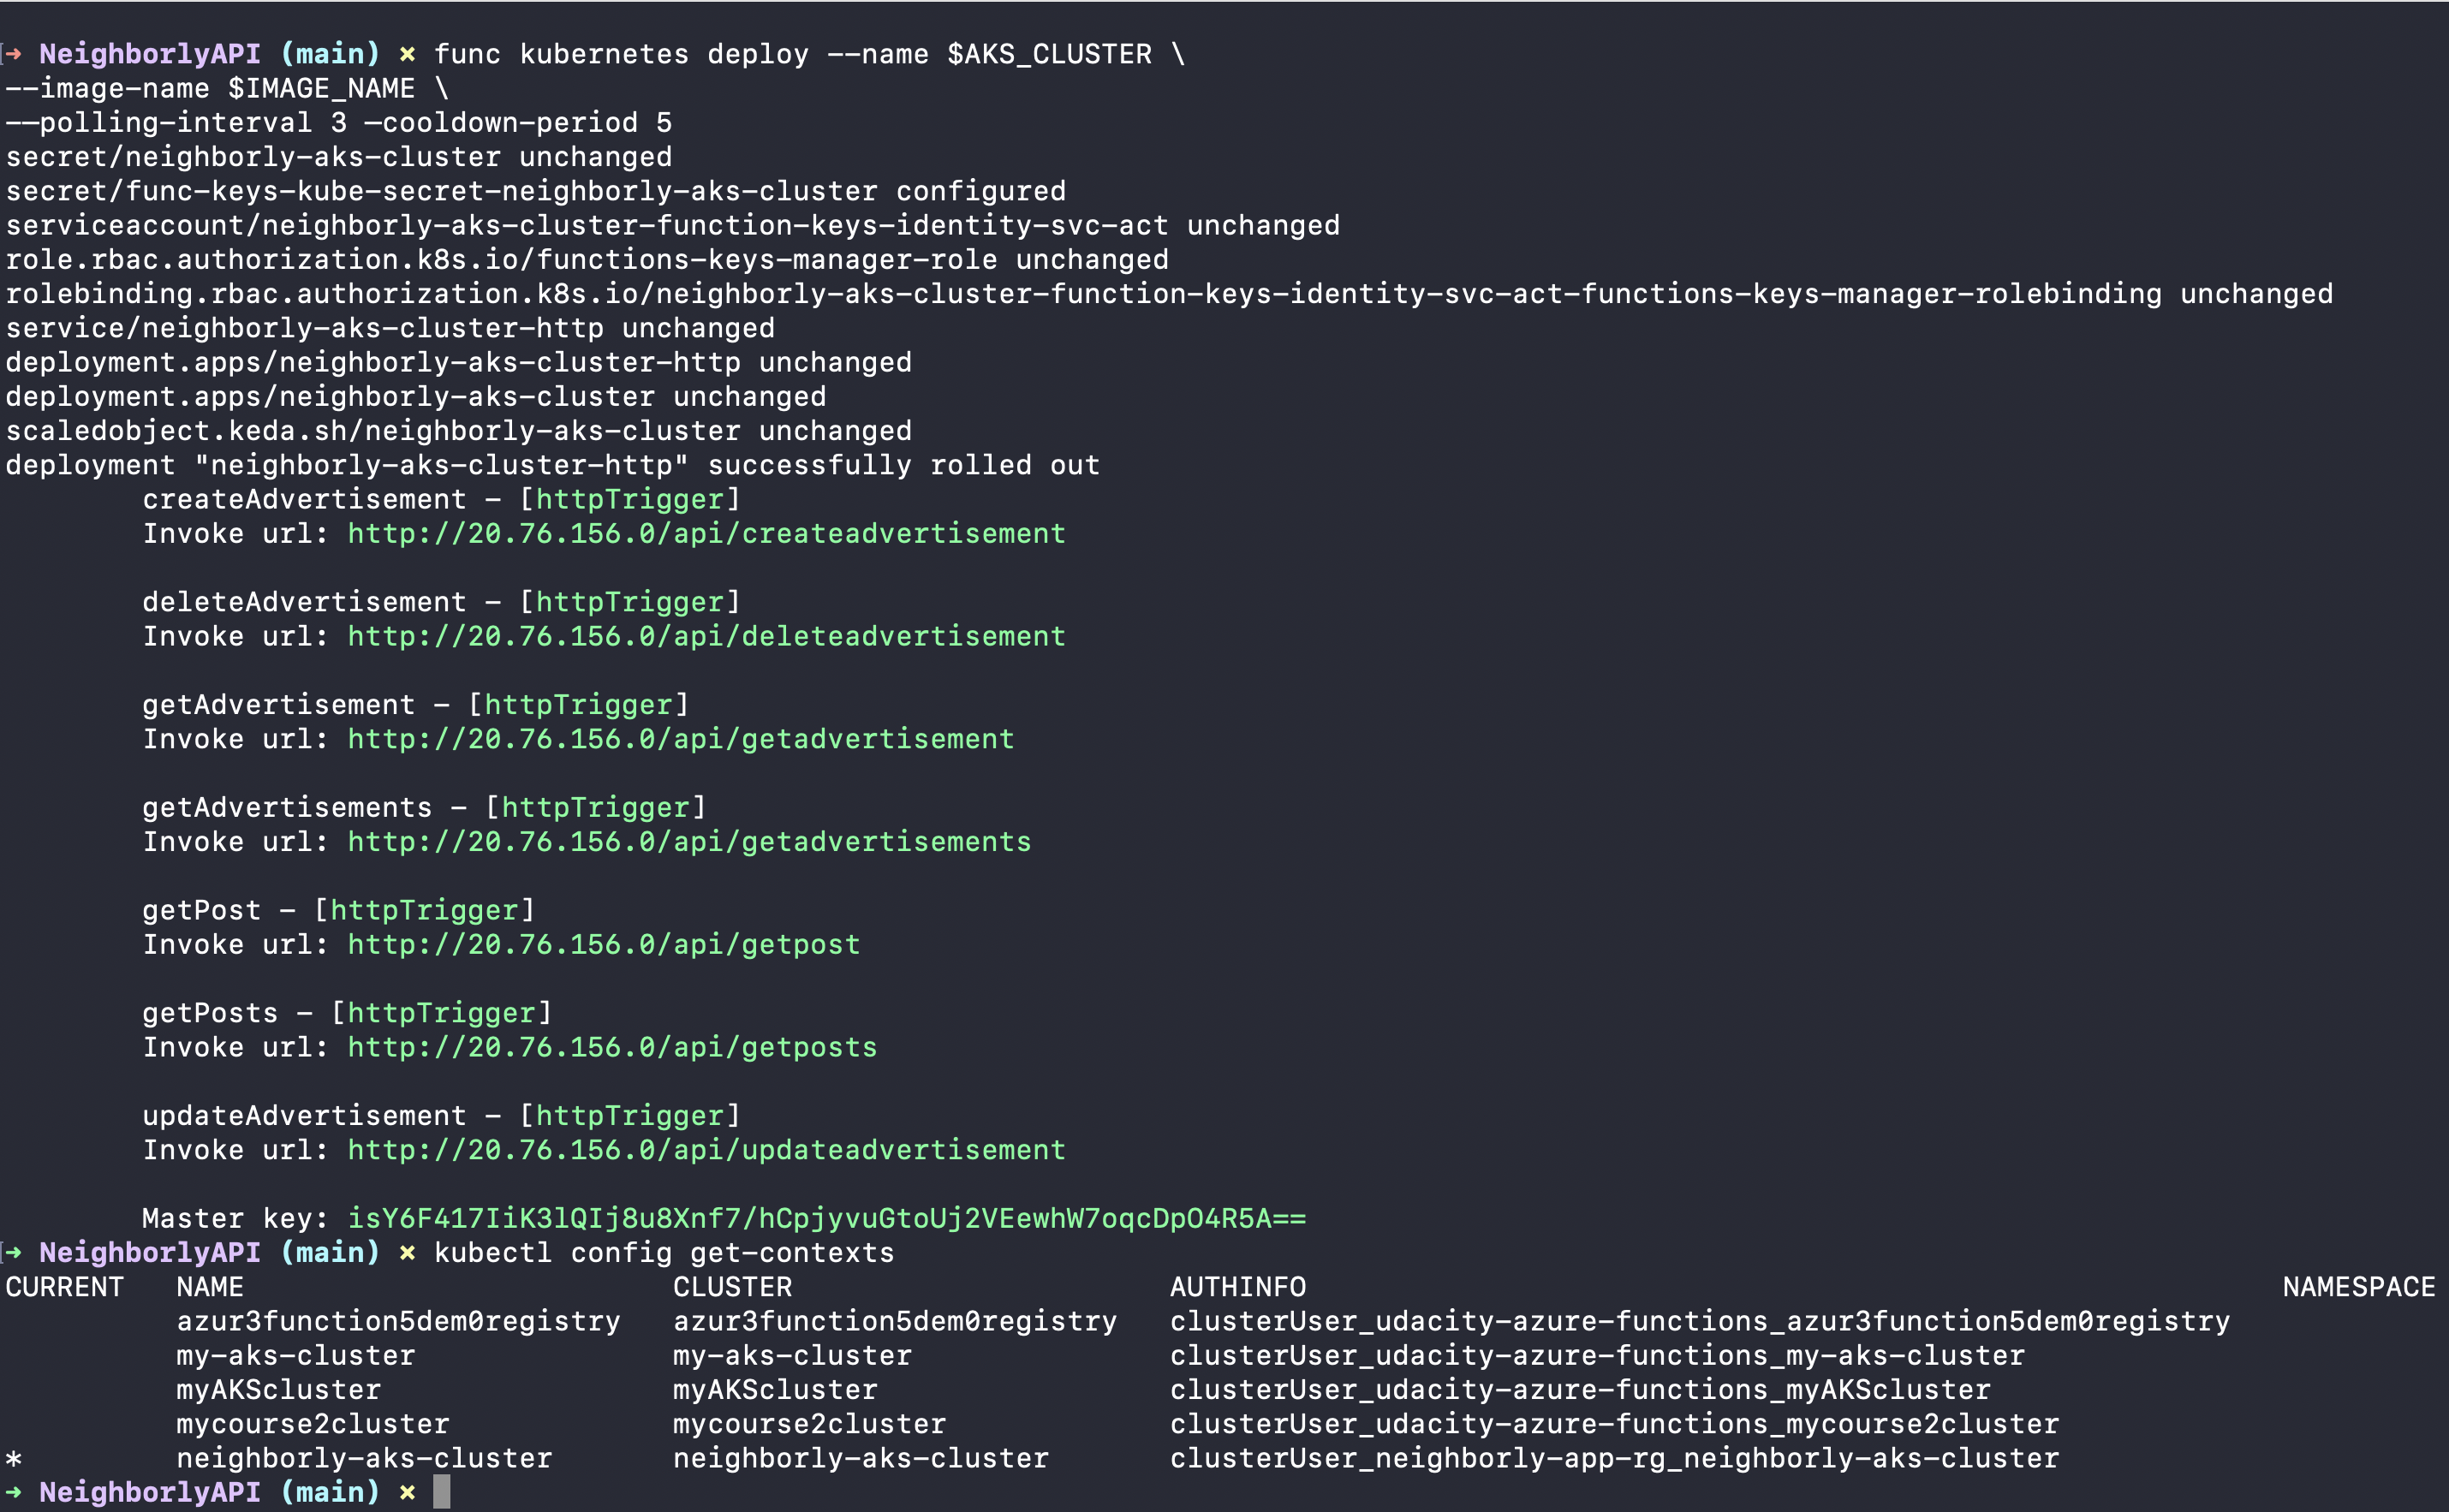 ➜ NeighborlyAPI (main) ✗ func kubernetes deploy --name $AKS_CLUSTER \
--image-name $IMAGE_NAME \
—-polling-interval 3 —cooldown-period 5
secret/neighborly-aks-cluster unchanged
secret/func-keys-kube-secret-neighborly-aks-cluster configured
serviceaccount/neighborly-aks-cluster-function-keys-identity-svc-act unchanged
role.rbac.authorization.k8s.io/functions-keys-manager-role unchanged
rolebinding.rbac.authorization.k8s.io/neighborly-aks-cluster-function-keys-identity-svc-act-functions-keys-manager-rolebinding unchanged
service/neighborly-aks-cluster-http unchanged
deployment.apps/neighborly-aks-cluster-http unchanged
deployment.apps/neighborly-aks-cluster unchanged
scaledobject.keda.sh/neighborly-aks-cluster unchanged
deployment "neighborly-aks-cluster-http" successfully rolled out
createAdvertisement - [httpTrigger]
Invoke url: http://20.76.156.0/api/createadvertisement
deleteAdvertisement - [httpTrigger]
Invoke url: http://20.76.156.0/api/deleteadvertisement
getAdvertisement - [httpTrigger]
Invoke url: http://20.76.156.0/api/getadvertisement
getAdvertisements - [httpTrigger]
Invoke url: http://20.76.156.0/api/getadvertisements
getPost - [httpTrigger]
Invoke url: http://20.76.156.0/api/getpost
getPosts - [httpTrigger]
Invoke url: http://20.76.156.0/api/getposts
updateAdvertisement - [httpTrigger]
Invoke url: http://20.76.156.0/api/updateadvertisement
Master key: isY6F417IiK3lQIj8u8Xnf7/hCpjyvuGtoUj2VEewhW7oqcDpO4R5A==
➜ NeighborlyAPI (main) ✗ kubectl config get-contexts
CURRENT NAME CLUSTER AUTHINFO NAMESPACE
azur3function5dem0registry azur3function5dem0registry clusterUser_udacity-azure-functions_azur3function5dem0registry
my-aks-cluster my-aks-cluster clusterUser_udacity-azure-functions_my-aks-cluster
myAKScluster myAKScluster clusterUser_udacity-azure-functions_myAKScluster
mycourse2cluster mycourse2cluster clusterUser_udacity-azure-functions_mycourse2cluster
* neighborly-aks-cluster neighborly-aks-cluster clusterUser_neighborly-app-rg_neighborly-aks-cluster
➜ NeighborlyAPI (main) ✗